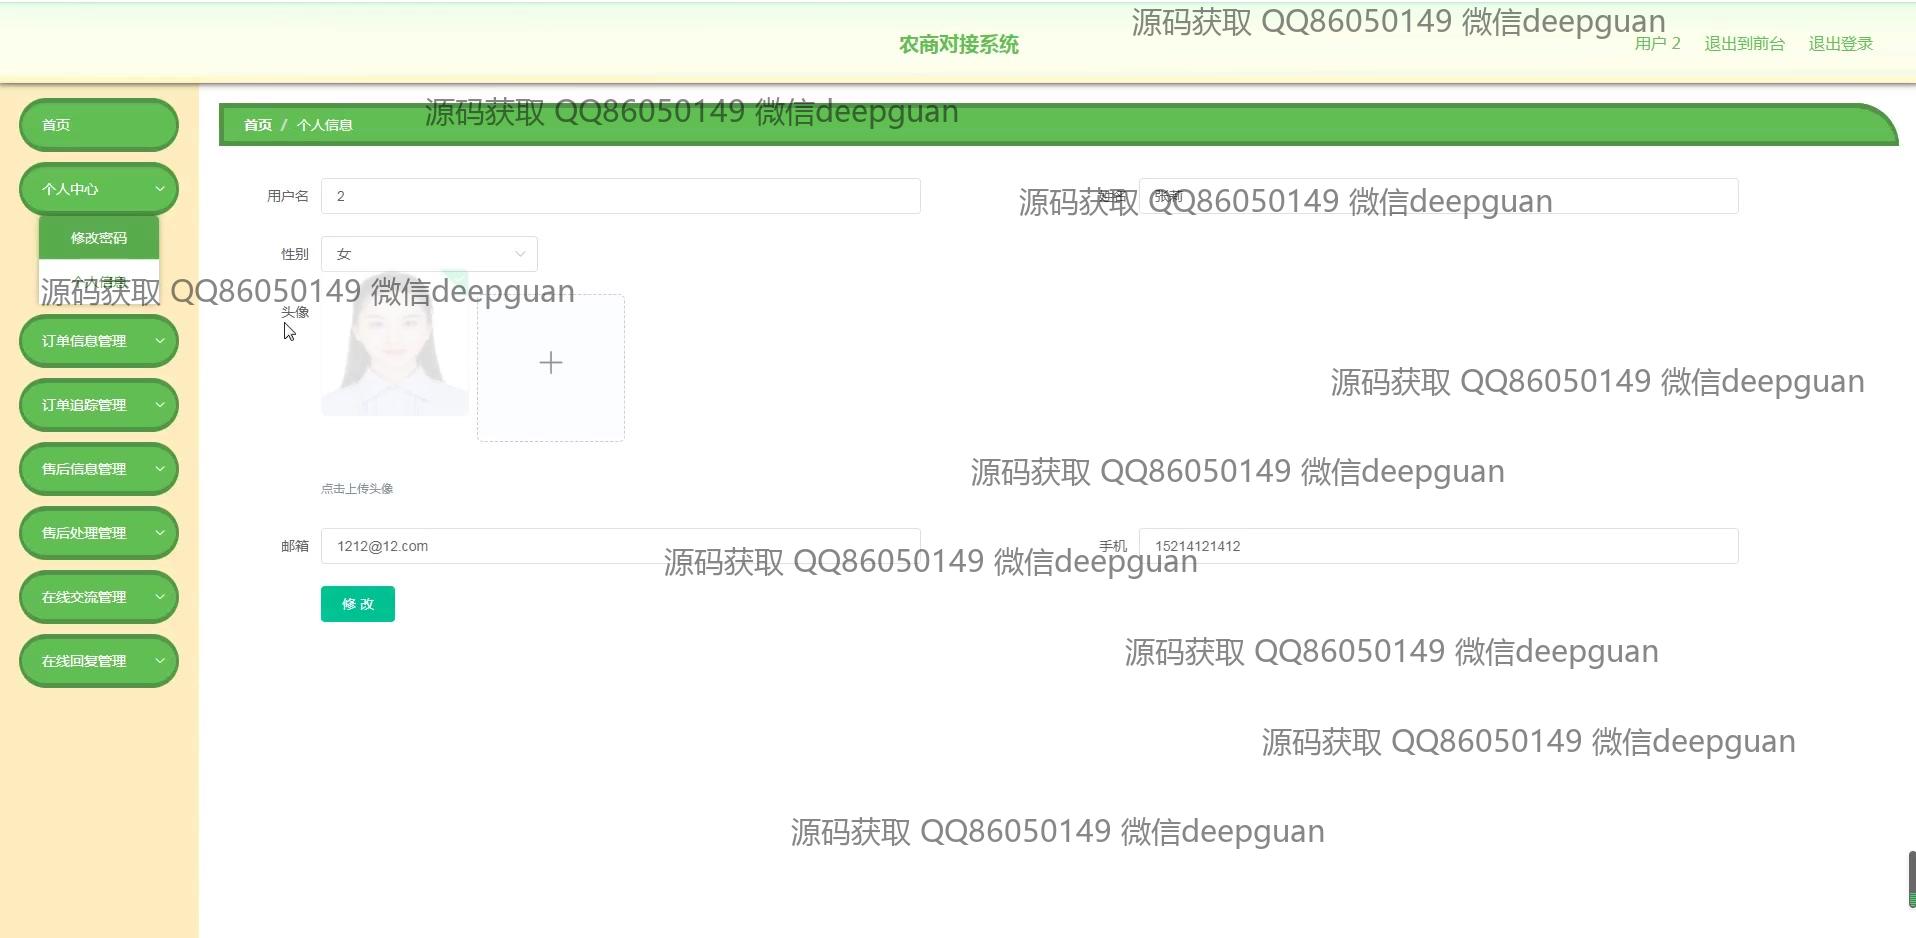 源码获取 QQ86050149 微信deepguan
农商对接系统
用户 2 退出到前台 退出登录
源码获取 QQ86050149 微信deepguan
首页
首页 / 个人信息
个人中心
用户名 2
姓名 张莉
源码获取 QQ86050149 微信deepguan
修改密码
性别 女
个人信息
源码获取 QQ86050149 微信deepguan
头像
订单信息管理
源码获取 QQ86050149 微信deepguan
订单追踪管理
售后信息管理
源码获取 QQ86050149 微信deepguan
点击上传头像
售后处理管理
邮箱 1212@12.com
手机 15214121412
源码获取 QQ86050149 微信deepguan
在线交流管理
修 改
源码获取 QQ86050149 微信deepguan
在线回复管理
源码获取 QQ86050149 微信deepguan
源码获取 QQ86050149 微信deepguan